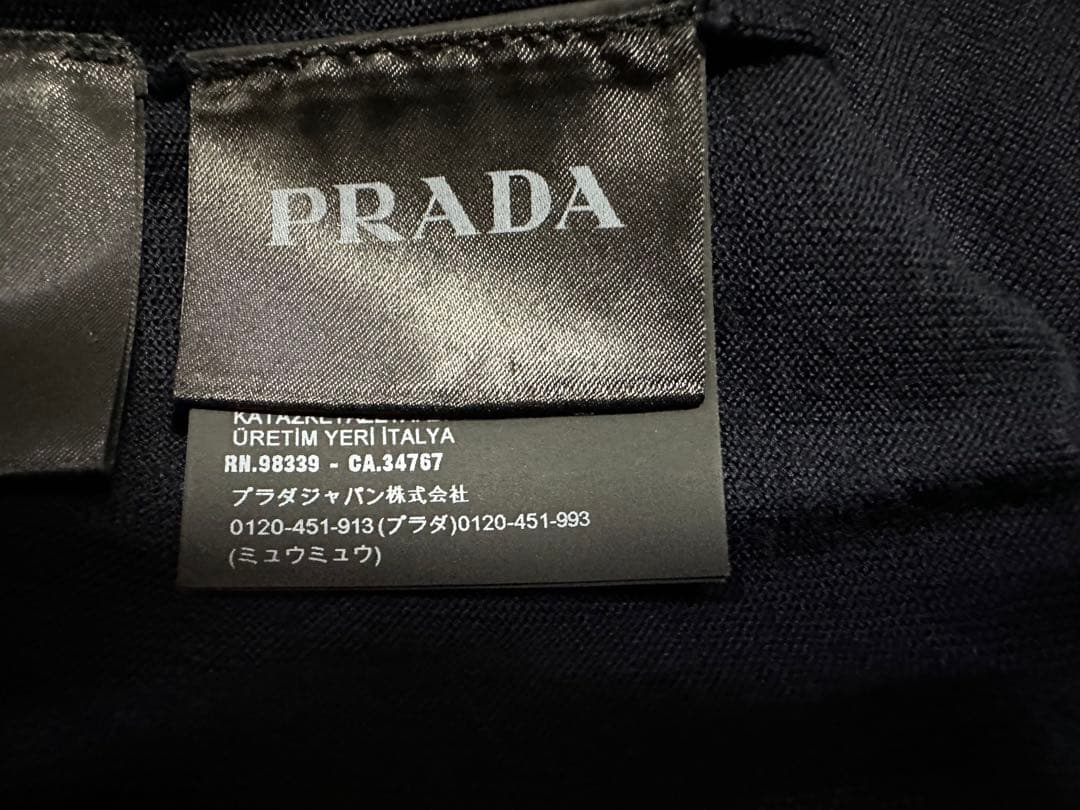 PRADA
ÜRETİM YERİ İTALYA
RN.98339 - CA.34767
プラダジャパン株式会社
0120-451-913(プラダ)0120-451-993
(ミュウミュウ)